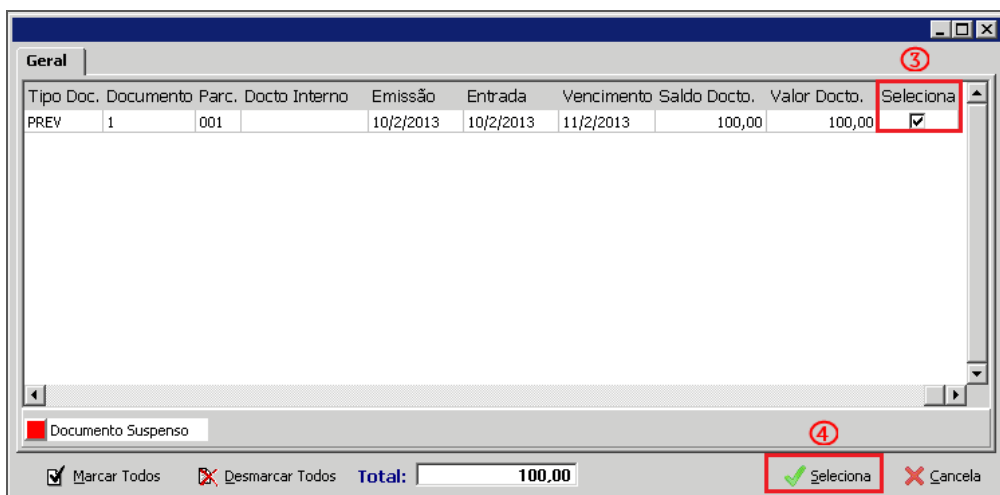 Geral
③
Tipo Doc. Documento Parc. Docto Interno Emissão Entrada Vencimento Saldo Docto. Valor Docto. Seleciona
PREV 1 001 10/2/2013 10/2/2013 11/2/2013 100,00 100,00
Documento Suspenso
④
Marcar Todos Desmarcar Todos Total: 100,00 Seleciona Cancela